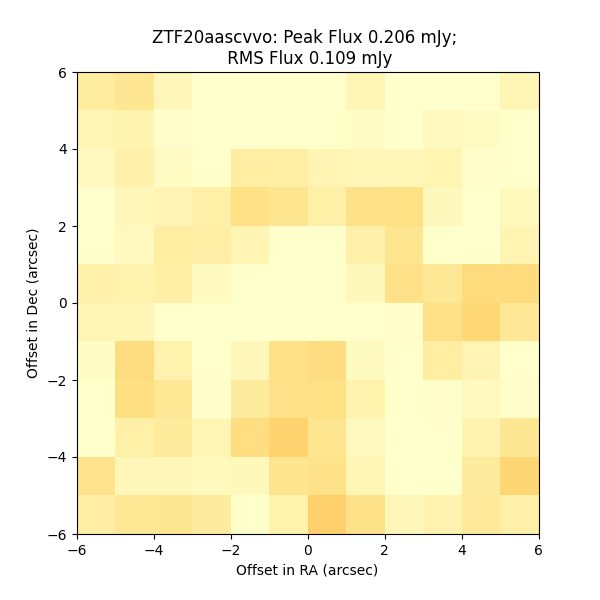 ZTF20aascvvo: Peak Flux 0.206 mJy;
RMS Flux 0.109 mJy
6
4
2
0
−2
−4
−6
Offset in Dec (arcsec)
−6 −4 −2 0 2 4 6
Offset in RA (arcsec)